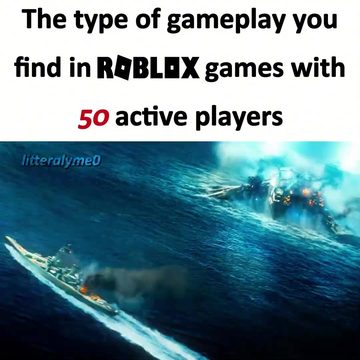 The type of gameplay you
find in ROBLOX games with
50 active players
litteralyme0